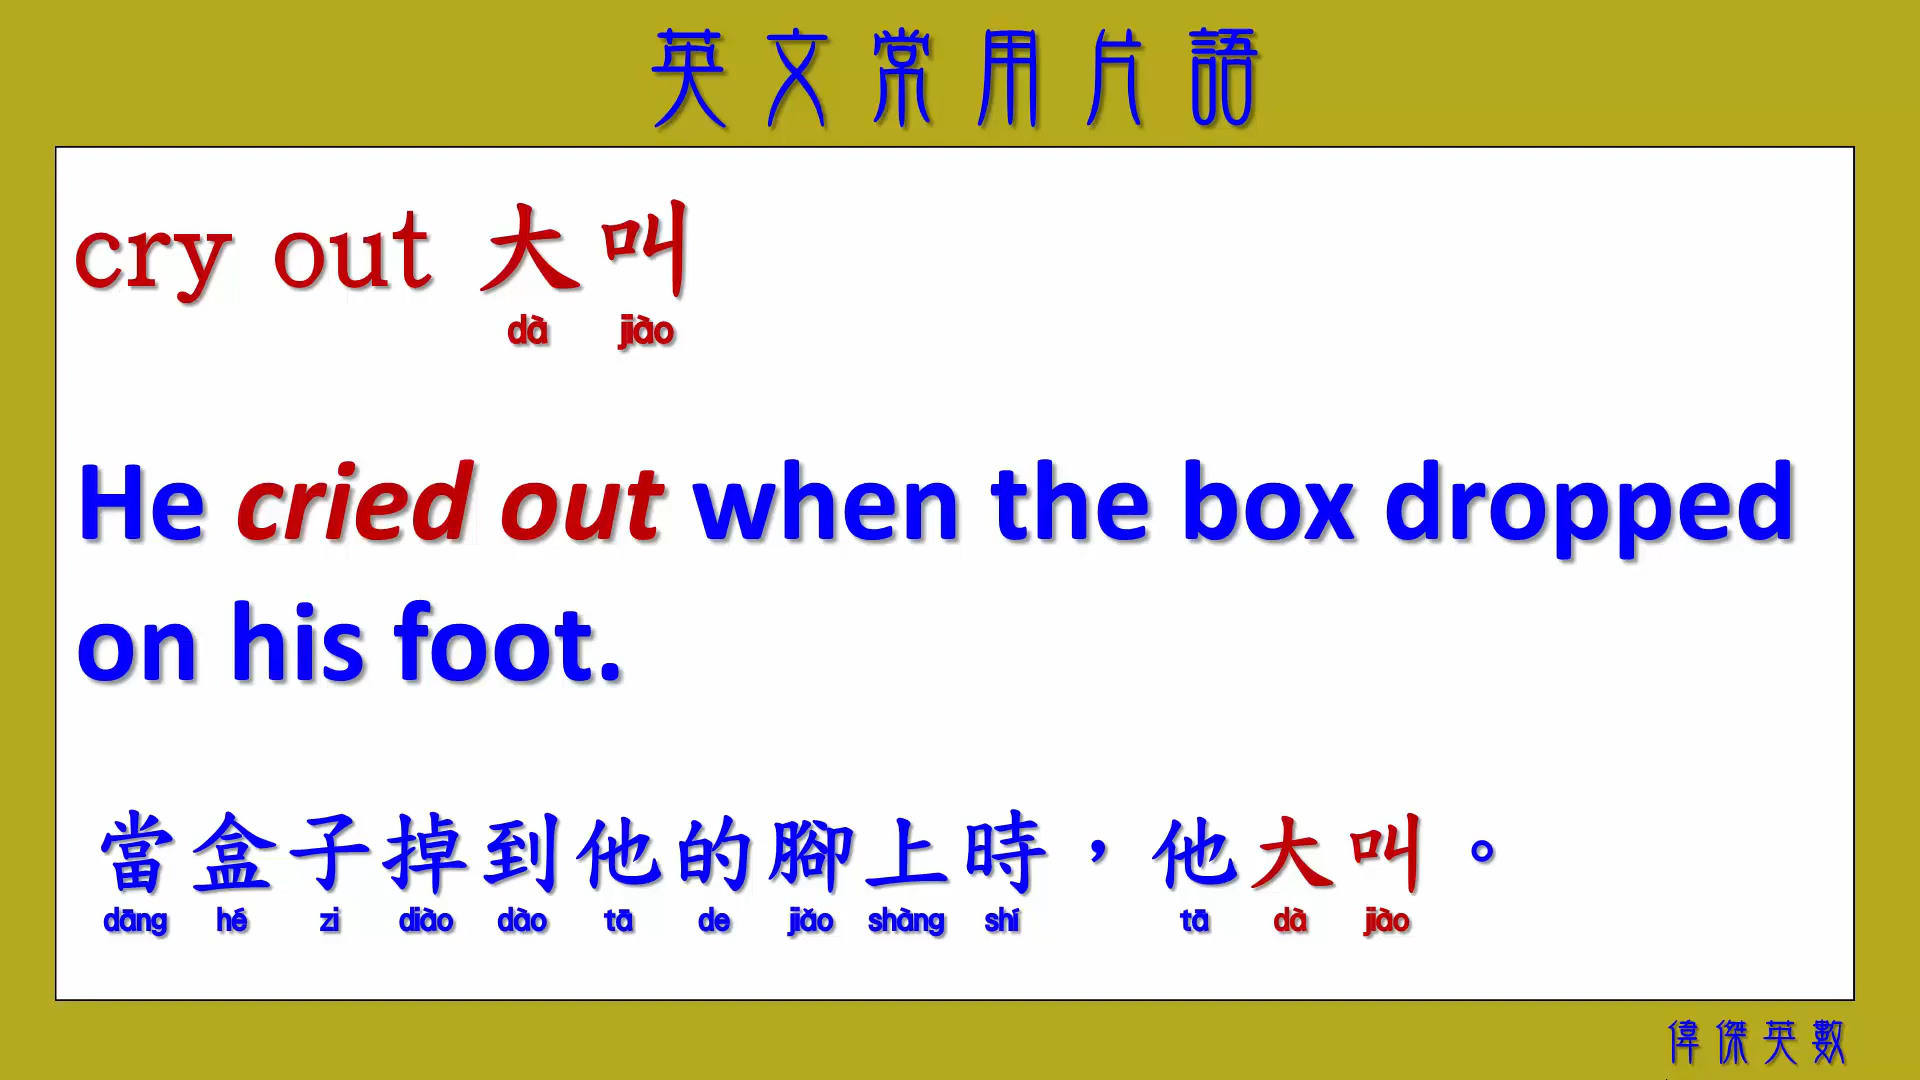 英文常用片語
cry out 大叫
dà jiào
He cried out when the box dropped
on his foot.
當盒子掉到他的腳上時，他大叫。
dāng hé zi diào dào tā de jiǎo shàng shí tā dà jiào
偉傑英數